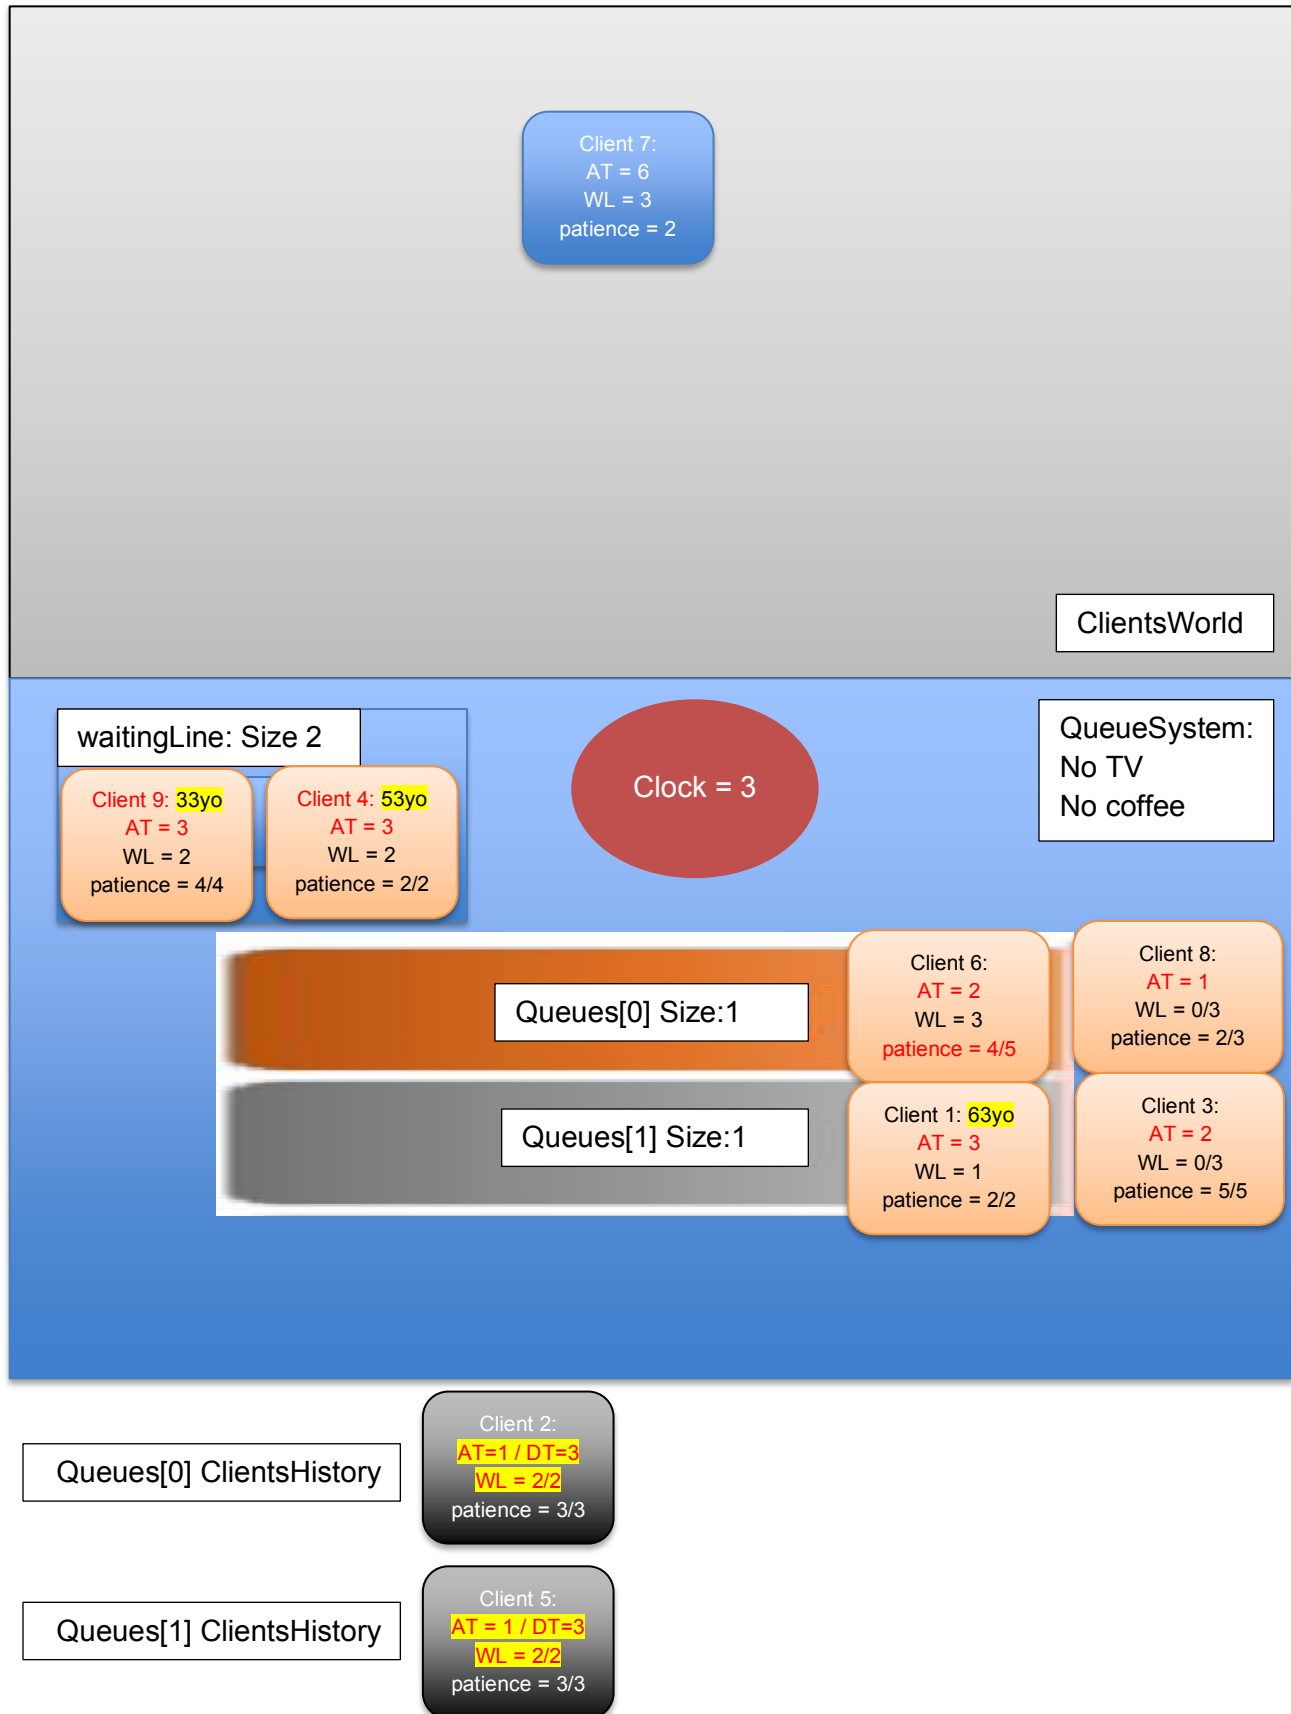 Client 7:
AT = 6
WL = 3
patience = 2
ClientsWorld
waitingLine: Size 2
Client 9: 33yo
AT = 3
WL = 2
patience = 4/4
Client 4: 53yo
AT = 3
WL = 2
patience = 2/2
Clock = 3
QueueSystem:
No TV
No coffee
Queues[0] Size:1
Client 6:
AT = 2
WL = 3
patience = 4/5
Client 8:
AT = 1
WL = 0/3
patience = 2/3
Queues[1] Size:1
Client 1: 63yo
AT = 3
WL = 1
patience = 2/2
Client 3:
AT = 2
WL = 0/3
patience = 5/5
Queues[0] ClientsHistory
Client 2:
AT=1 / DT=3
WL = 2/2
patience = 3/3
Queues[1] ClientsHistory
Client 5:
AT = 1 / DT=3
WL = 2/2
patience = 3/3